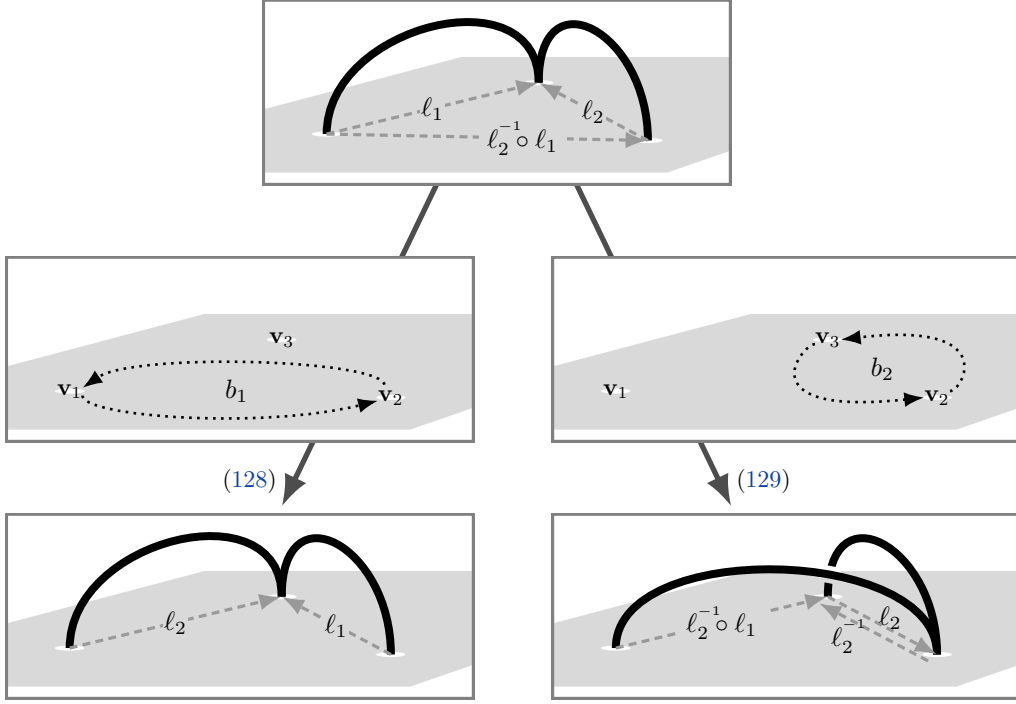 ℓ₁
ℓ₂
ℓ₂⁻¹ ∘ ℓ₁
v₃
v₁
b₁
v₂
v₃
b₂
v₁
v₂
(128)
(129)
ℓ₂
ℓ₁
ℓ₂⁻¹ ∘ ℓ₁
ℓ₂
ℓ₂⁻¹